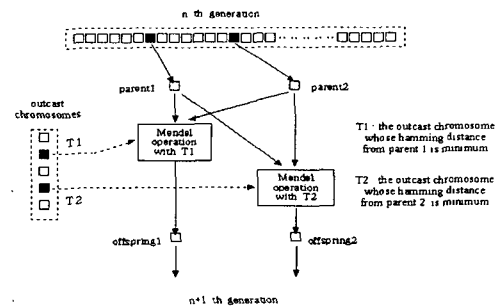 n th generation
parent1
parent2
outcast
chromosomes
T1
T2
Mendel
operation
with T1
Mendel
operation
with T2
T1 · the outcast chromosome
whose hamming distance
from parent 1 is minimum
T2 the outcast chromosome
whose hamming distance
from parent 2 is minimum
offspring1
offspring2
n+1 th generation